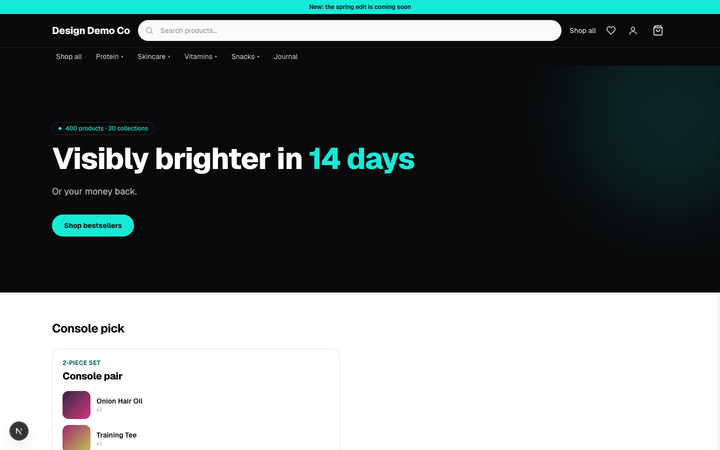 New: the spring edit is coming soon
Design Demo Co
Search products...
Shop all
Shop all
Protein
Skincare
Vitamins
Snacks
Journal
400 products · 30 collections
Visibly brighter in 14 days
Or your money back.
Shop bestsellers
Console pick
2-PIECE SET
Console pair
Onion Hair Oil
×1
Training Tee
×1
N